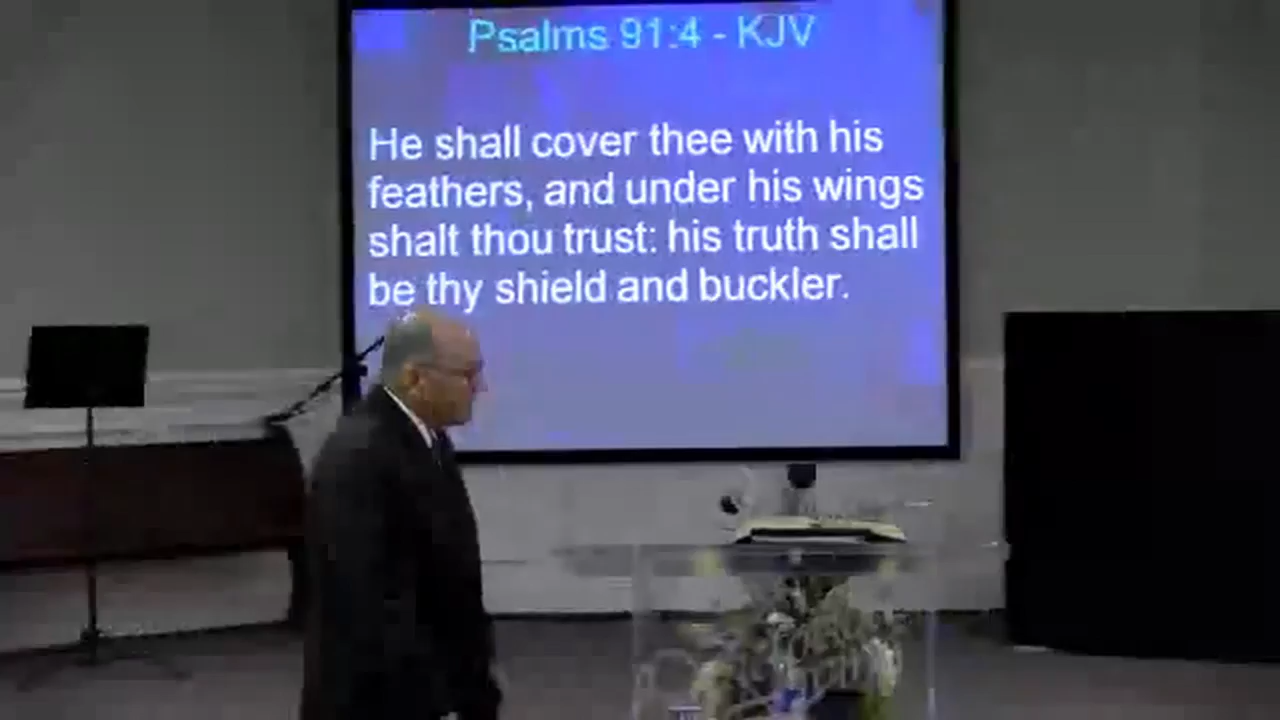 Psalms 91:4 - KJV
He shall cover thee with his
feathers, and under his wings
shalt thou trust: his truth shall
be thy shield and buckler.